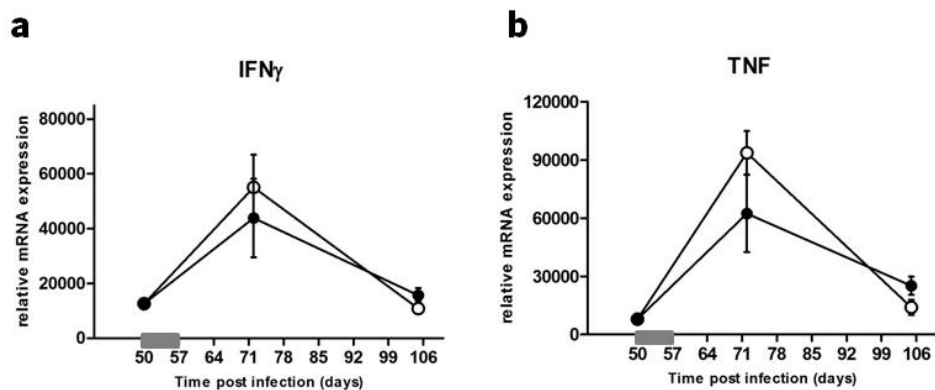 a
IFNγ
relative mRNA expression
80000
60000
40000
20000
0
50 57 64 71 78 85 92 99 106
Time post infection (days)
b
TNF
relative mRNA expression
120000
90000
60000
30000
0
50 57 64 71 78 85 92 99 106
Time post infection (days)